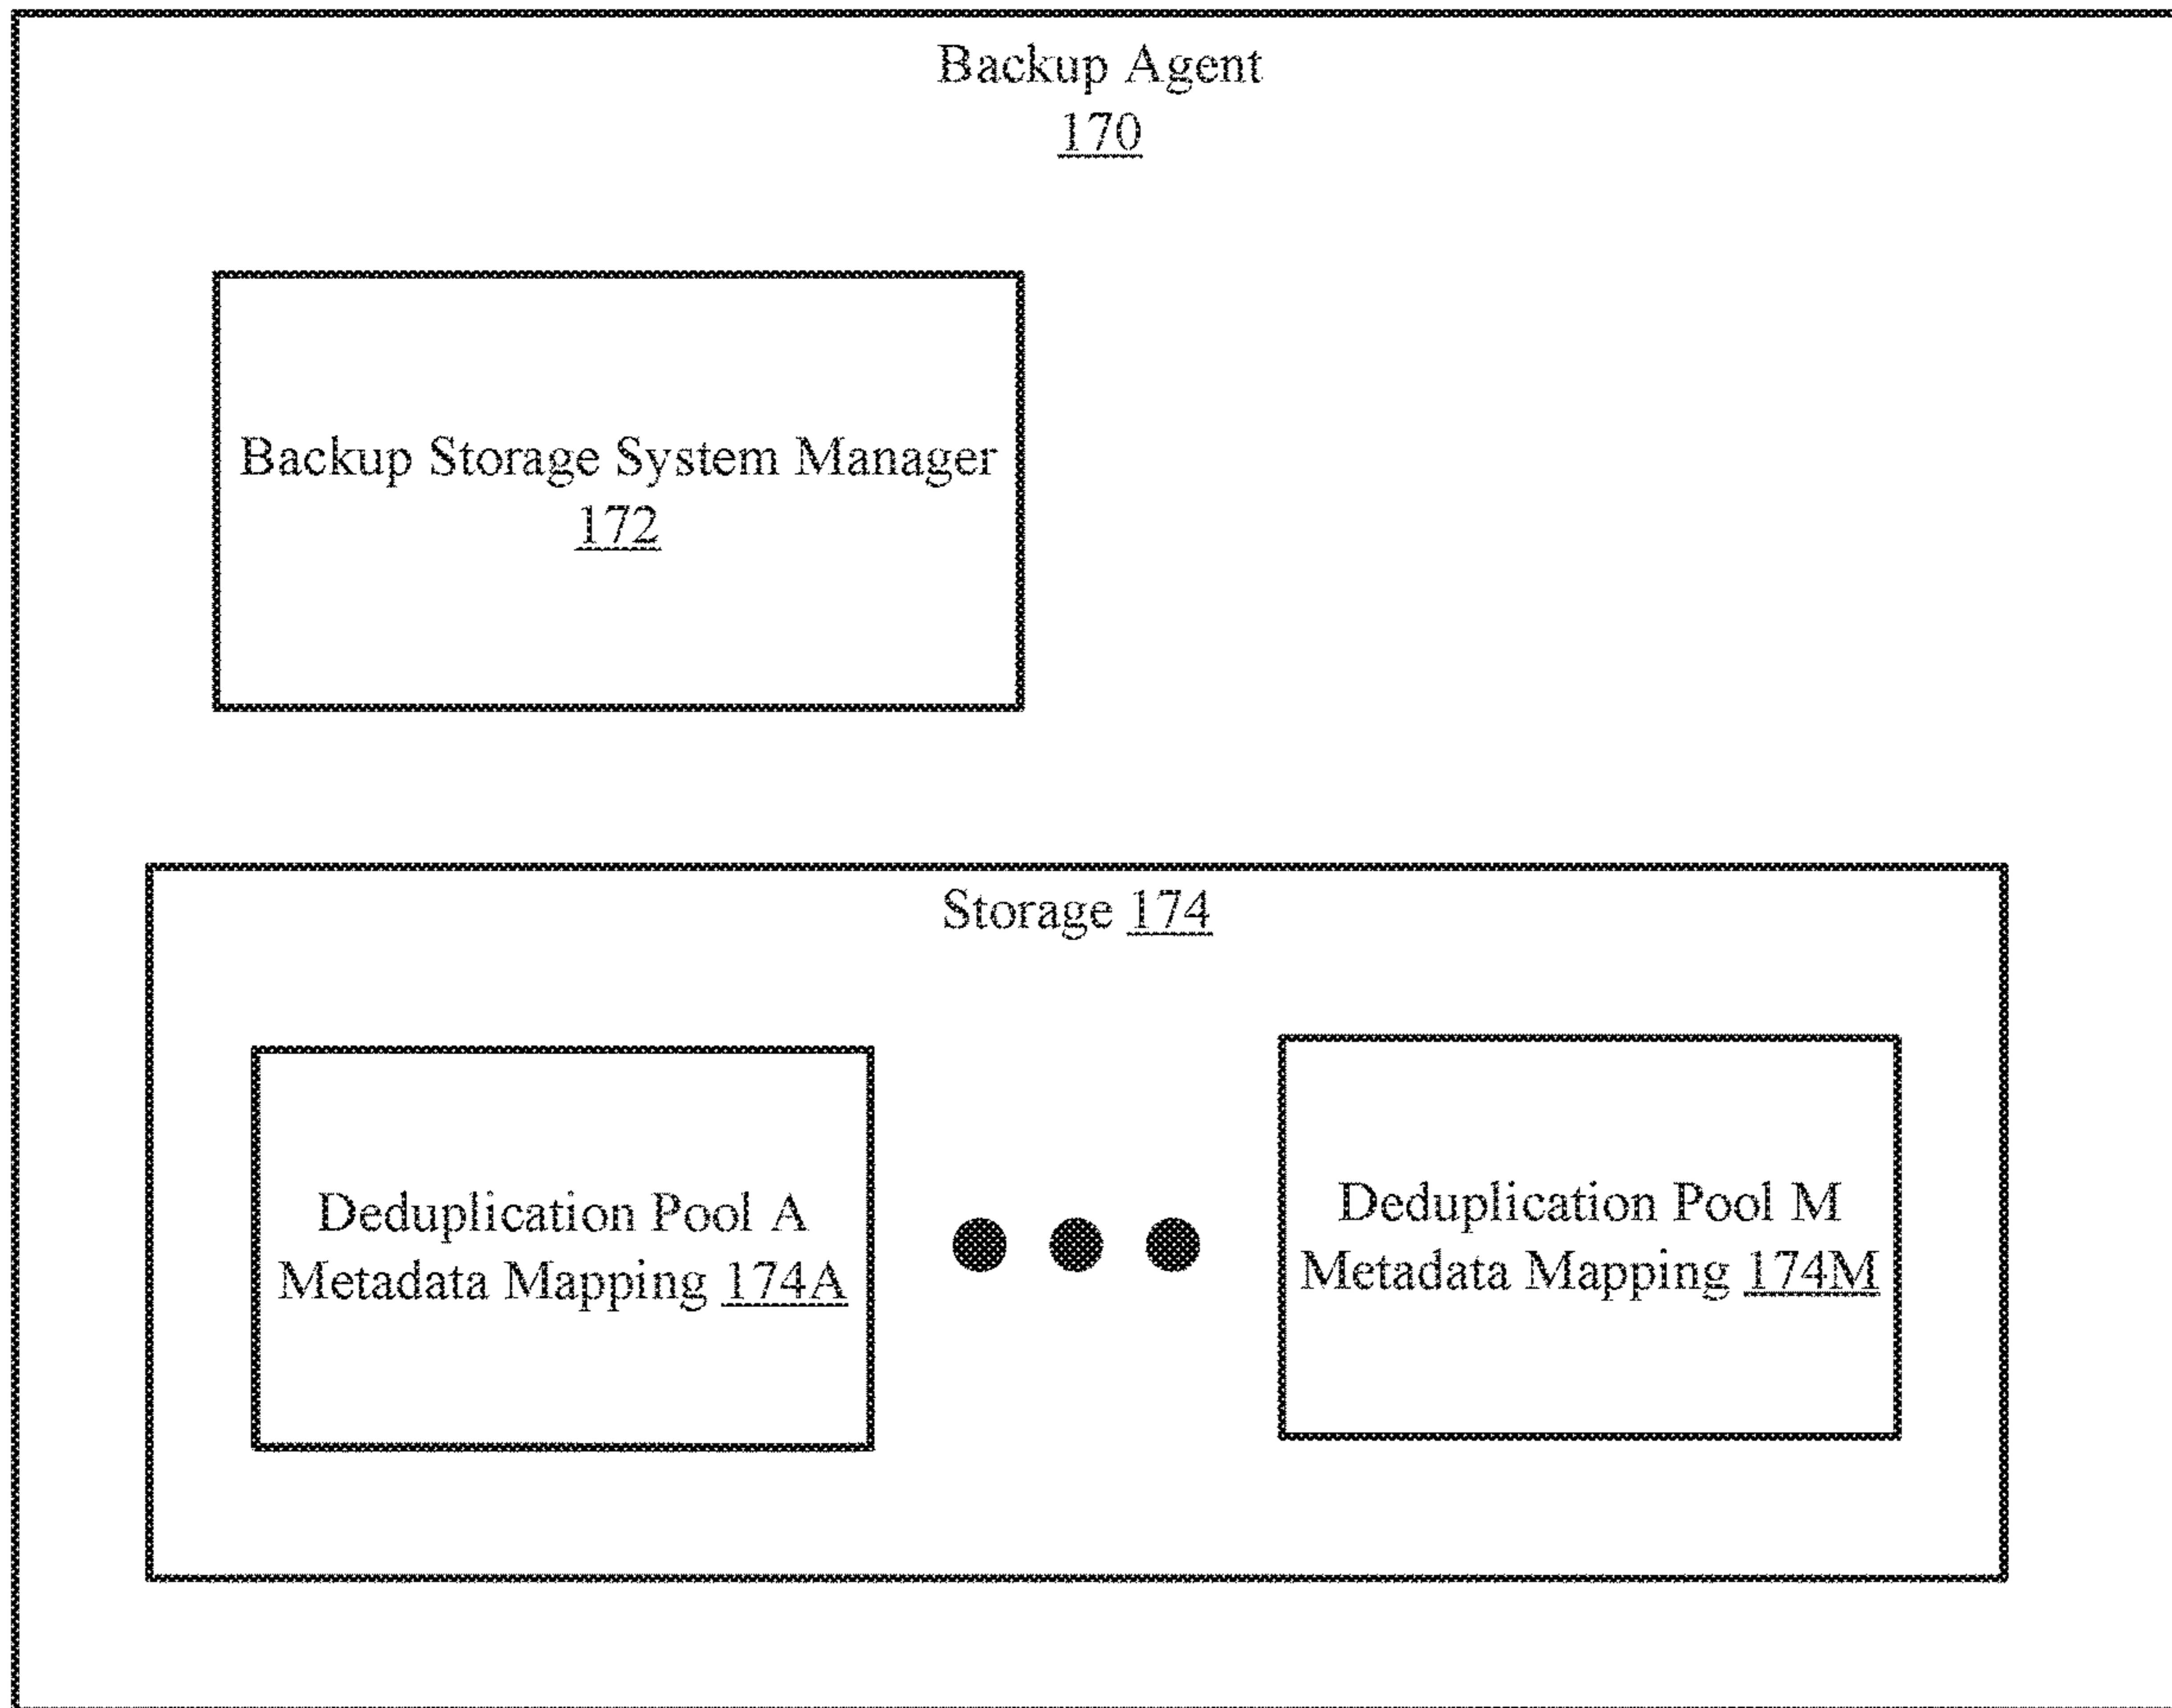 Backup Agent
170
Backup Storage System Manager
172
Storage 174
Deduplication Pool A
Metadata Mapping 174A
Deduplication Pool M
Metadata Mapping 174M